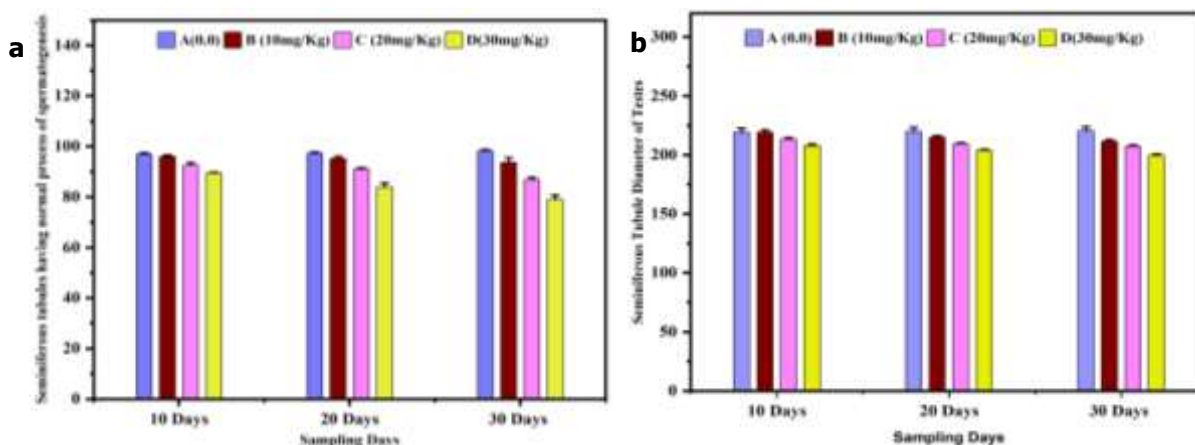 a
A(0.0) B (10mg/Kg) C (20mg/Kg) D(30mg/Kg)
Seminiferous tubules having normal process of spermatogenesis
140
120
100
80
60
40
20
0
10 Days 20 Days 30 Days
Sampling Days
b
A (0.0) B (10mg/Kg) C (20mg/Kg) D(30mg/Kg)
Seminiferous Tubule Diameter of Testes
300
250
200
150
100
50
0
10 Days 20 Days 30 Days
Sampling Days